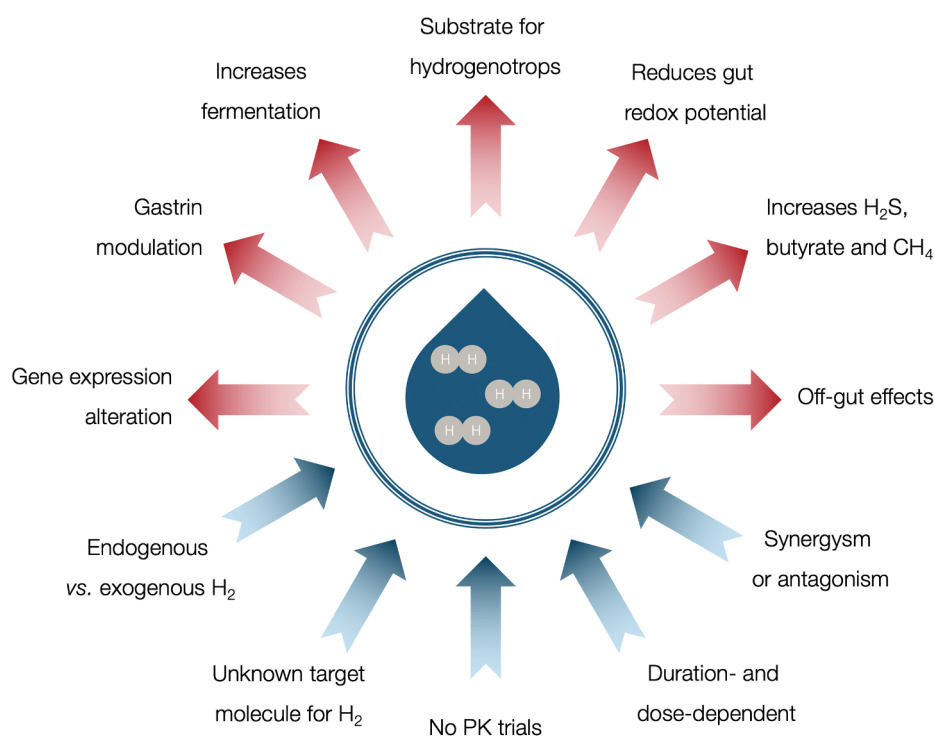 Substrate for
hydrogenotrops
Increases
fermentation
Reduces gut
redox potential
Gastrin
modulation
Increases H₂S,
butyrate and CH₄
Gene expression
alteration
Off-gut effects
H H
H H
H H
Endogenous
vs. exogenous H₂
Synergysm
or antagonism
Unknown target
molecule for H₂
No PK trials
Duration- and
dose-dependent